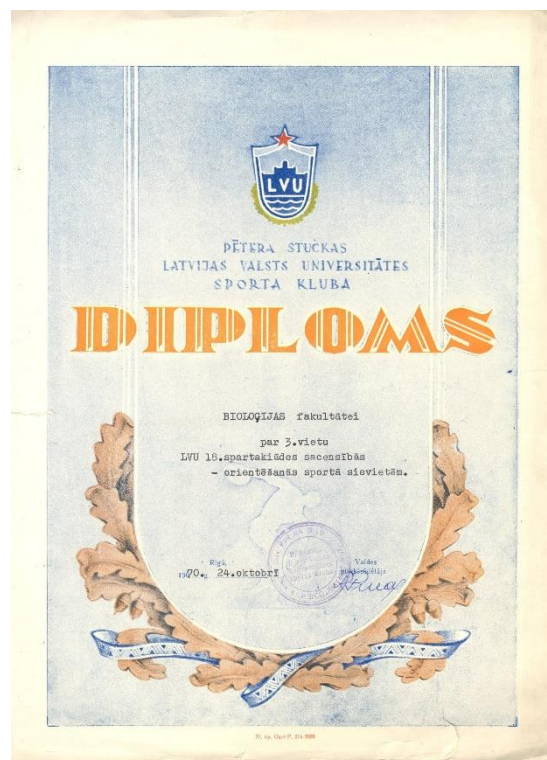 LVU
PĒTERA STUČKAS
LATVIJAS VALSTS UNIVERSITĀTES
SPORTA KLUBA
DIPLOMS
BIOLOĢIJAS fakultātei
par 3.vietu
LVU 18.spartakiādes sacensībās
- orientēšanās sportā sievietēm.
Rīgā,
1970.g. 24.oktobrī
Valdes
priekšsēdētājs